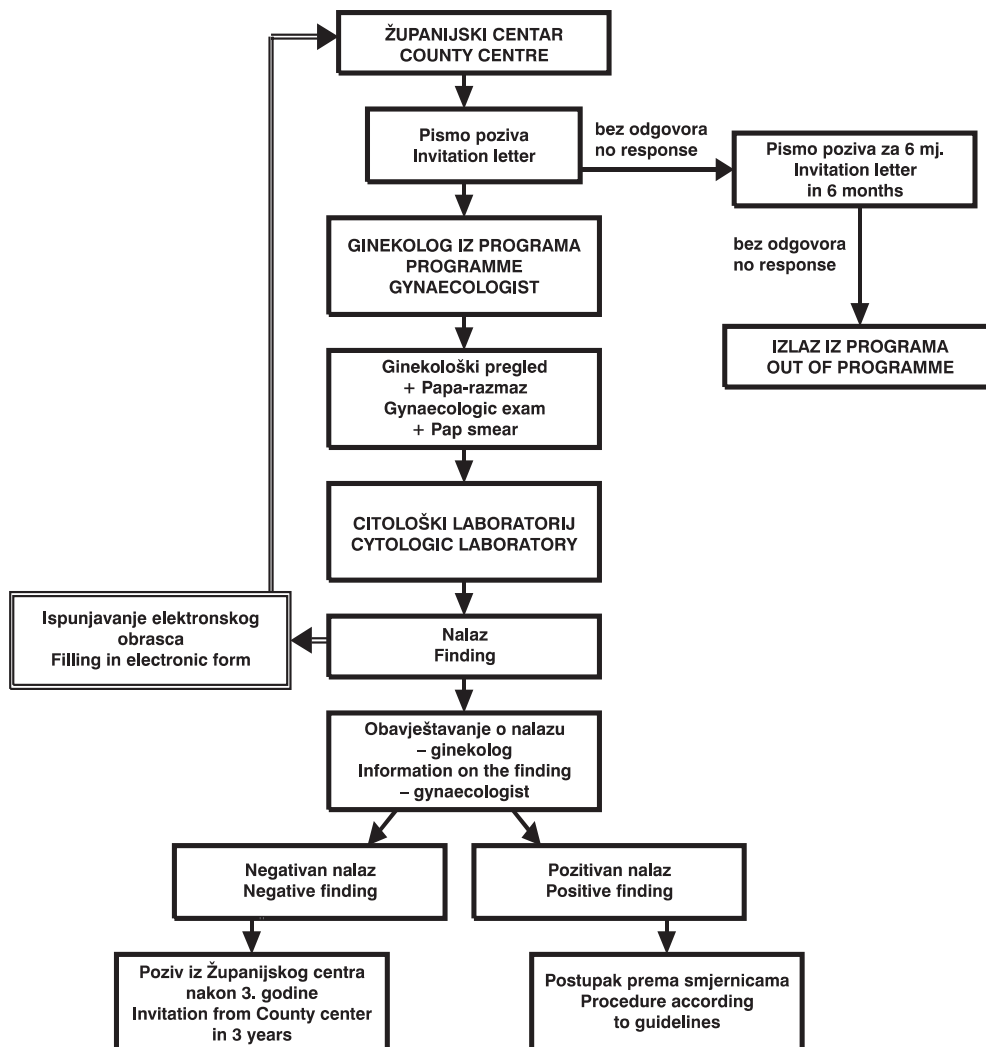 ŽUPANIJSKI CENTAR
COUNTY CENTRE
Pismo poziva
Invitation letter
bez odgovora
no response
Pismo poziva za 6 mj.
Invitation letter
in 6 months
GINEKOLOG IZ PROGRAMA
PROGRAMME
GYNAECOLOGIST
bez odgovora
no response
IZLAZ IZ PROGRAMA
OUT OF PROGRAMME
Ginekološki pregled
+ Papa-razmaz
Gynaecologic exam
+ Pap smear
CITOLOŠKI LABORATORIJ
CYTOLOGIC LABORATORY
Ispunjavanje elektronskog
obrasca
Filling in electronic form
Nalaz
Finding
Obavještavanje o nalazu
– ginekolog
Information on the finding
– gynaecologist
Negativan nalaz
Negative finding
Pozitivan nalaz
Positive finding
Poziv iz Županijskog centra
nakon 3. godine
Invitation from County center
in 3 years
Postupak prema smjernicama
Procedure according
to guidelines